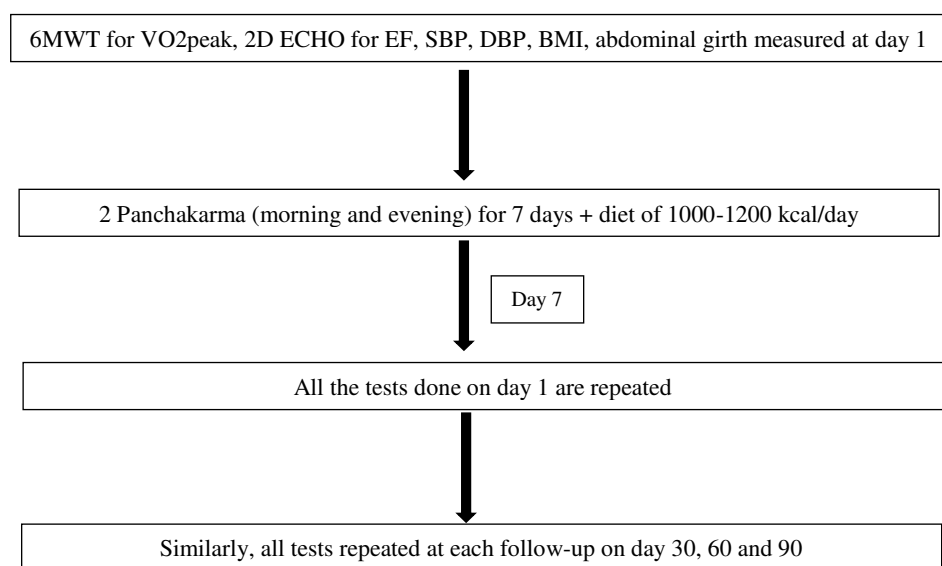 6MWT for VO2peak, 2D ECHO for EF, SBP, DBP, BMI, abdominal girth measured at day 1
2 Panchakarma (morning and evening) for 7 days + diet of 1000-1200 kcal/day
Day 7
All the tests done on day 1 are repeated
Similarly, all tests repeated at each follow-up on day 30, 60 and 90